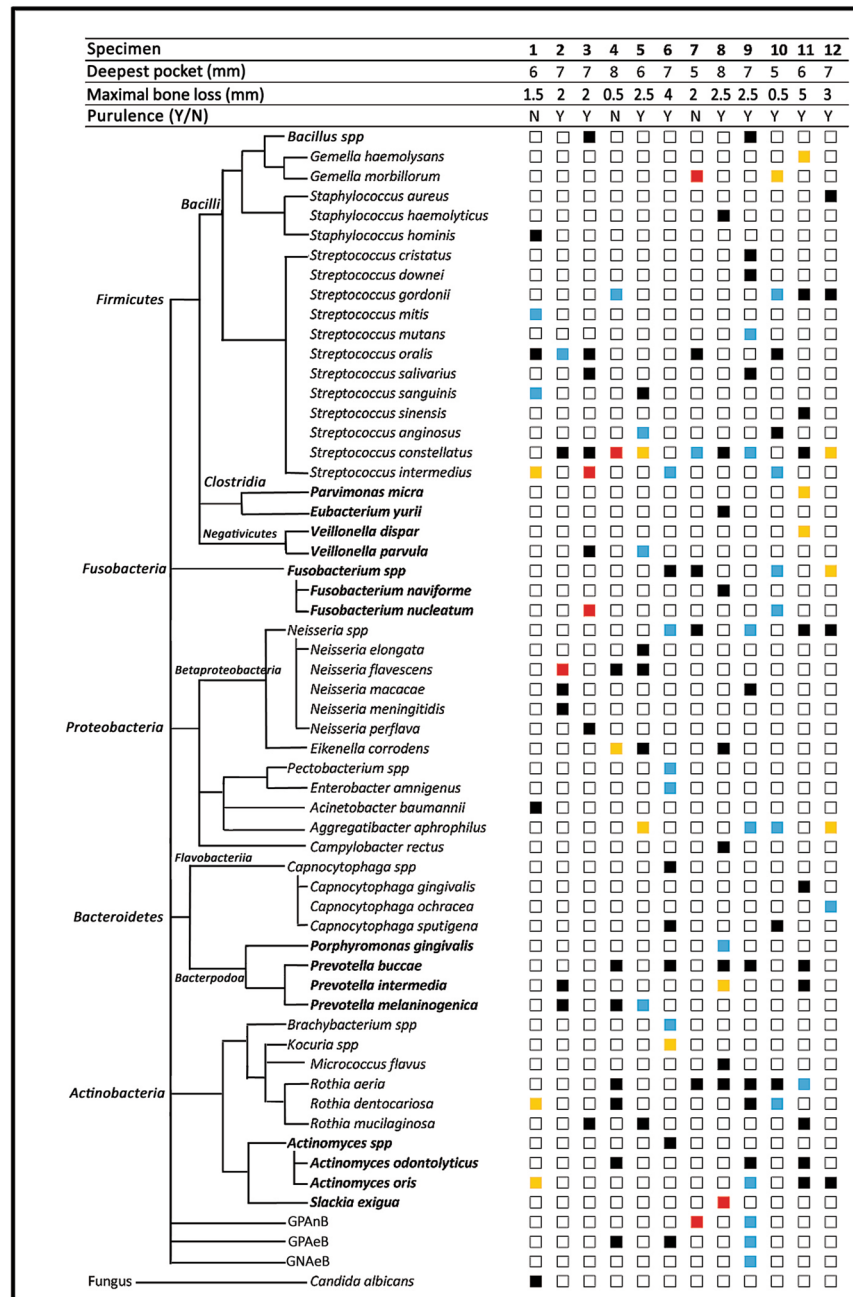 Specimen 1 2 3 4 5 6 7 8 9 10 11 12
Deepest pocket (mm) 6 7 7 8 6 7 5 8 7 5 6 7
Maximal bone loss (mm) 1.5 2 2 0.5 2.5 4 2 2.5 2.5 0.5 5 3
Purulence (Y/N) N Y Y N Y Y N Y Y Y Y Y
Bacillus spp
Gemella haemolysans
Gemella morbillorum
Staphylococcus aureus
Bacilli
Staphylococcus haemolyticus
Staphylococcus hominis
Streptococcus cristatus
Streptococcus downei
Firmicutes
Streptococcus gordonii
Streptococcus mitis
Streptococcus mutans
Streptococcus oralis
Streptococcus salivarius
Streptococcus sanguinis
Streptococcus sinensis
Streptococcus anginosus
Streptococcus constellatus
Streptococcus intermedius
Clostridia
Parvimonas micra
Eubacterium yurii
Negativicutes
Veillonella dispar
Veillonella parvula
Fusobacteria
Fusobacterium spp
Fusobacterium naviforme
Fusobacterium nucleatum
Neisseria spp
Neisseria elongata
Betaproteobacteria
Neisseria flavescens
Neisseria macacae
Neisseria meningitidis
Proteobacteria
Neisseria perflava
Eikenella corrodens
Pectobacterium spp
Enterobacter amnigenus
Acinetobacter baumannii
Aggregatibacter aphrophilus
Campylobacter rectus
Flavobacteriia
Capnocytophaga spp
Capnocytophaga gingivalis
Capnocytophaga ochracea
Bacteroidetes
Capnocytophaga sputigena
Porphyromonas gingivalis
Prevotella buccae
Bacterpodoa
Prevotella intermedia
Prevotella melaninogenica
Brachybacterium spp
Kocuria spp
Micrococcus flavus
Rothia aeria
Actinobacteria
Rothia dentocariosa
Rothia mucilaginosa
Actinomyces spp
Actinomyces odontolyticus
Actinomyces oris
Slackia exigua
GPAnB
GPAeB
GNAeB
Fungus Candida albicans